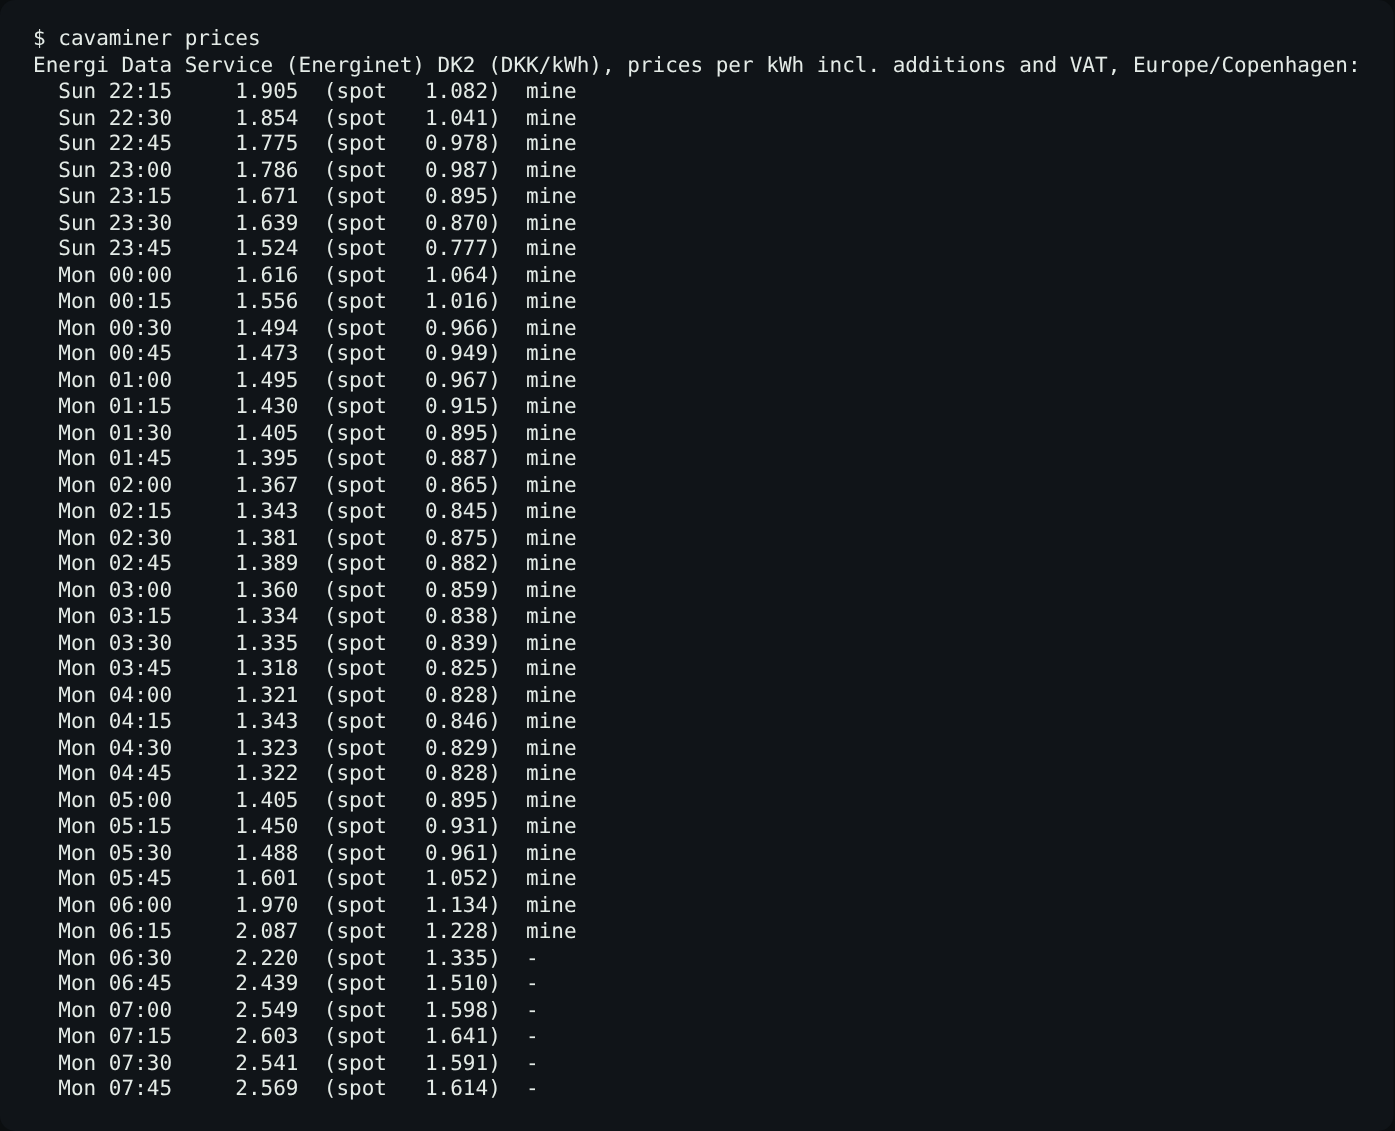 $ cavaminer prices
Energi Data Service (Energinet) DK2 (DKK/kWh), prices per kWh incl. additions and VAT, Europe/Copenhagen:
  Sun 22:15     1.905  (spot   1.082)  mine
  Sun 22:30     1.854  (spot   1.041)  mine
  Sun 22:45     1.775  (spot   0.978)  mine
  Sun 23:00     1.786  (spot   0.987)  mine
  Sun 23:15     1.671  (spot   0.895)  mine
  Sun 23:30     1.639  (spot   0.870)  mine
  Sun 23:45     1.524  (spot   0.777)  mine
  Mon 00:00     1.616  (spot   1.064)  mine
  Mon 00:15     1.556  (spot   1.016)  mine
  Mon 00:30     1.494  (spot   0.966)  mine
  Mon 00:45     1.473  (spot   0.949)  mine
  Mon 01:00     1.495  (spot   0.967)  mine
  Mon 01:15     1.430  (spot   0.915)  mine
  Mon 01:30     1.405  (spot   0.895)  mine
  Mon 01:45     1.395  (spot   0.887)  mine
  Mon 02:00     1.367  (spot   0.865)  mine
  Mon 02:15     1.343  (spot   0.845)  mine
  Mon 02:30     1.381  (spot   0.875)  mine
  Mon 02:45     1.389  (spot   0.882)  mine
  Mon 03:00     1.360  (spot   0.859)  mine
  Mon 03:15     1.334  (spot   0.838)  mine
  Mon 03:30     1.335  (spot   0.839)  mine
  Mon 03:45     1.318  (spot   0.825)  mine
  Mon 04:00     1.321  (spot   0.828)  mine
  Mon 04:15     1.343  (spot   0.846)  mine
  Mon 04:30     1.323  (spot   0.829)  mine
  Mon 04:45     1.322  (spot   0.828)  mine
  Mon 05:00     1.405  (spot   0.895)  mine
  Mon 05:15     1.450  (spot   0.931)  mine
  Mon 05:30     1.488  (spot   0.961)  mine
  Mon 05:45     1.601  (spot   1.052)  mine
  Mon 06:00     1.970  (spot   1.134)  mine
  Mon 06:15     2.087  (spot   1.228)  mine
  Mon 06:30     2.220  (spot   1.335)  -
  Mon 06:45     2.439  (spot   1.510)  -
  Mon 07:00     2.549  (spot   1.598)  -
  Mon 07:15     2.603  (spot   1.641)  -
  Mon 07:30     2.541  (spot   1.591)  -
  Mon 07:45     2.569  (spot   1.614)  -